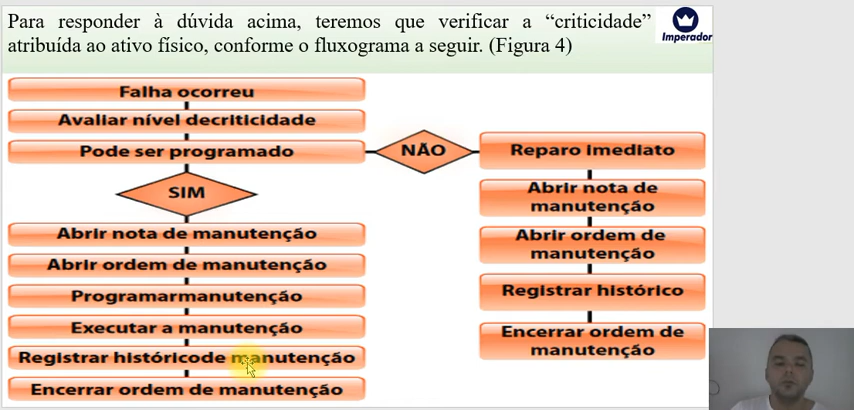 Para responder à dúvida acima, teremos que verificar a “criticidade”
atribuída ao ativo físico, conforme o fluxograma a seguir. (Figura 4)
Imperador
Falha ocorreu
Avaliar nível decriticidade
Pode ser programado
NÃO
SIM
Abrir nota de manutenção
Abrir ordem de manutenção
Programarmanutenção
Executar a manutenção
Registrar históricode manutenção
Encerrar ordem de manutenção
Reparo imediato
Abrir nota de
manutenção
Abrir ordem de
manutenção
Registrar histórico
Encerrar ordem de
manutenção